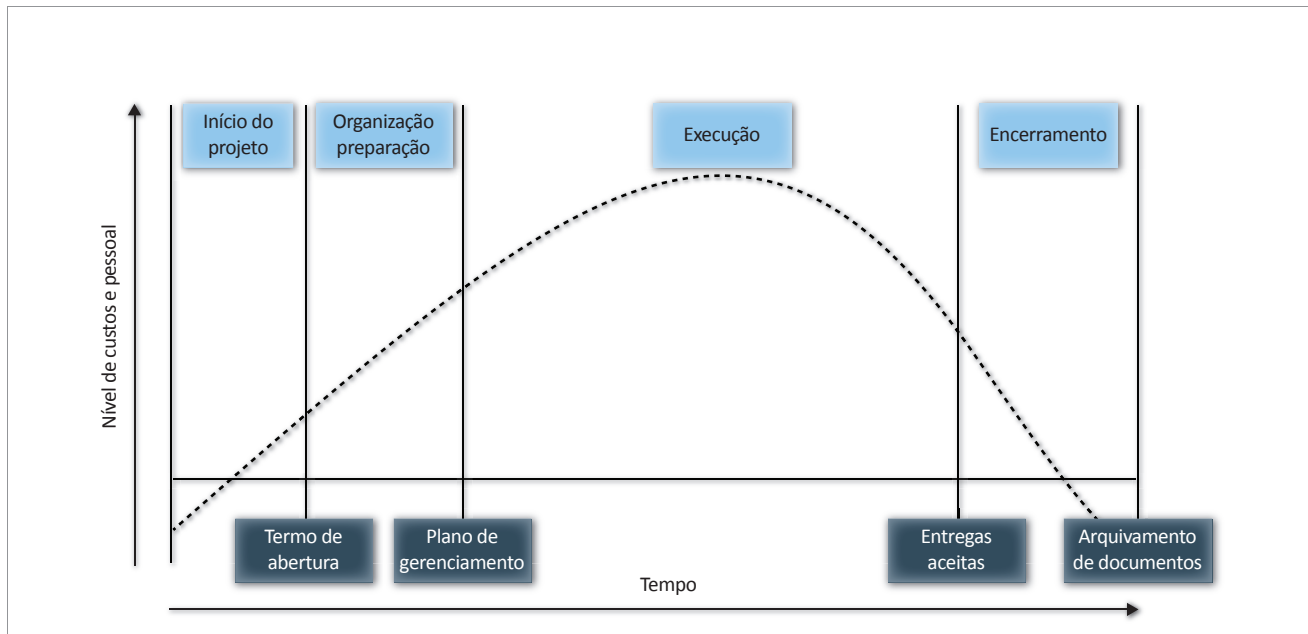 Início do
projeto
Organização
preparação
Execução
Encerramento
Nível de custos e pessoal
Termo de
abertura
Plano de
gerenciamento
Entregas
aceitas
Arquivamento
de documentos
Tempo